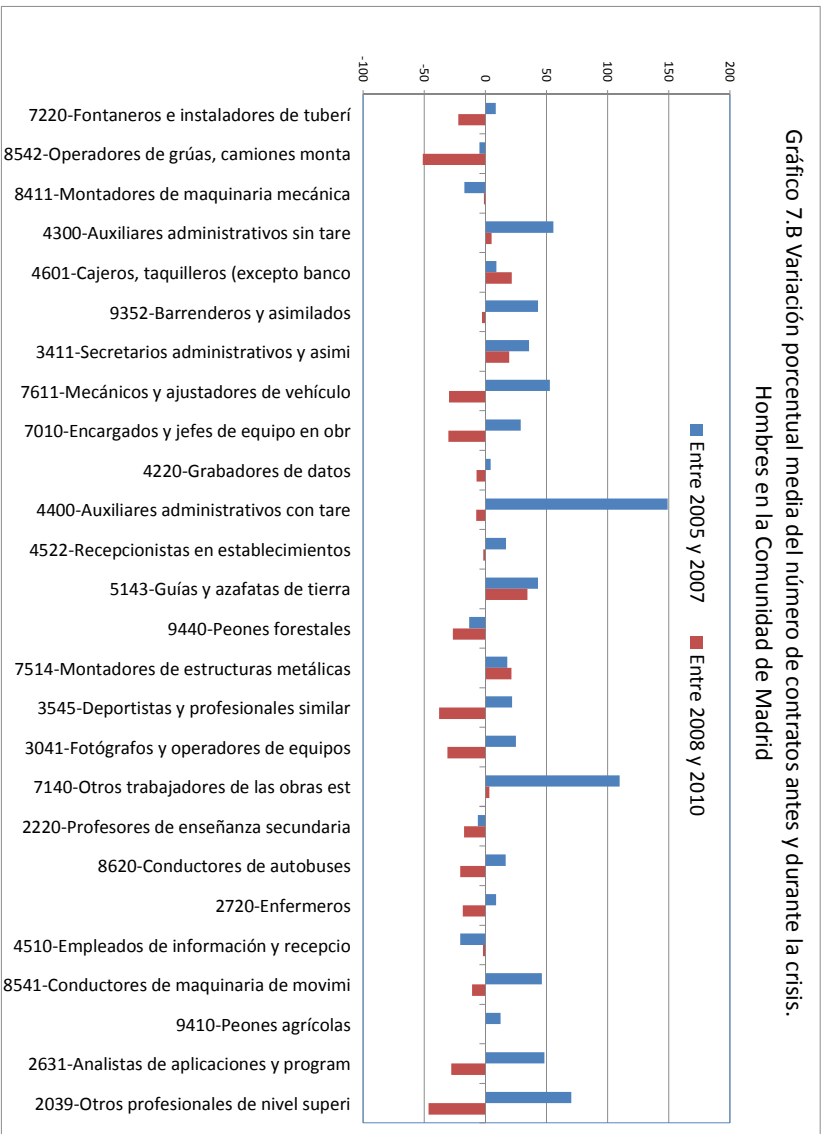 Gráfico 7.B Variación porcentual media del número de contratos antes y durante la crisis.
Hombres en la Comunidad de Madrid
Entre 2005 y 2007
Entre 2008 y 2010
200
150
100
50
0
-50
-100
7220-Fontaneros e instaladores de tuberí
8542-Operadores de grúas, camiones monta
8411-Montadores de maquinaria mecánica
4300-Auxiliares administrativos sin tare
4601-Cajeros, taquilleros (excepto banco
9352-Barrenderos y asimilados
3411-Secretarios administrativos y asimi
7611-Mecánicos y ajustadores de vehículo
7010-Encargados y jefes de equipo en obr
4220-Grabadores de datos
4400-Auxiliares administrativos con tare
4522-Recepcionistas en establecimientos
5143-Guías y azafatas de tierra
9440-Peones forestales
7514-Montadores de estructuras metálicas
3545-Deportistas y profesionales similar
3041-Fotógrafos y operadores de equipos
7140-Otros trabajadores de las obras est
2220-Profesores de enseñanza secundaria
8620-Conductores de autobuses
2720-Enfermeros
4510-Empleados de información y recepcio
8541-Conductores de maquinaria de movimi
9410-Peones agrícolas
2631-Analistas de aplicaciones y program
2039-Otros profesionales de nivel superi